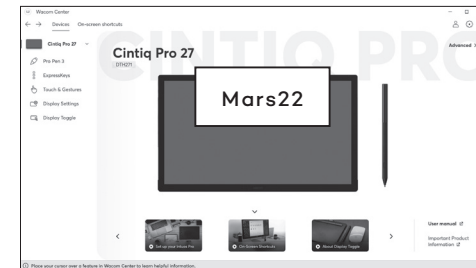 Wacom Center
Devices
On-screen shortcuts
CINTIQ PRO
Cintiq Pro 27
Advanced
Cintiq Pro 27
DTH271
Pro Pen 3
ExpressKeys
Touch & Gestures
Display Settings
Display Toggle
Mars22
Set up your Intuos Pro
On-Screen Shortcuts
About Display Toggle
User manual
Important Product
Information
Place your cursor over a feature in Wacom Center to learn helpful information.